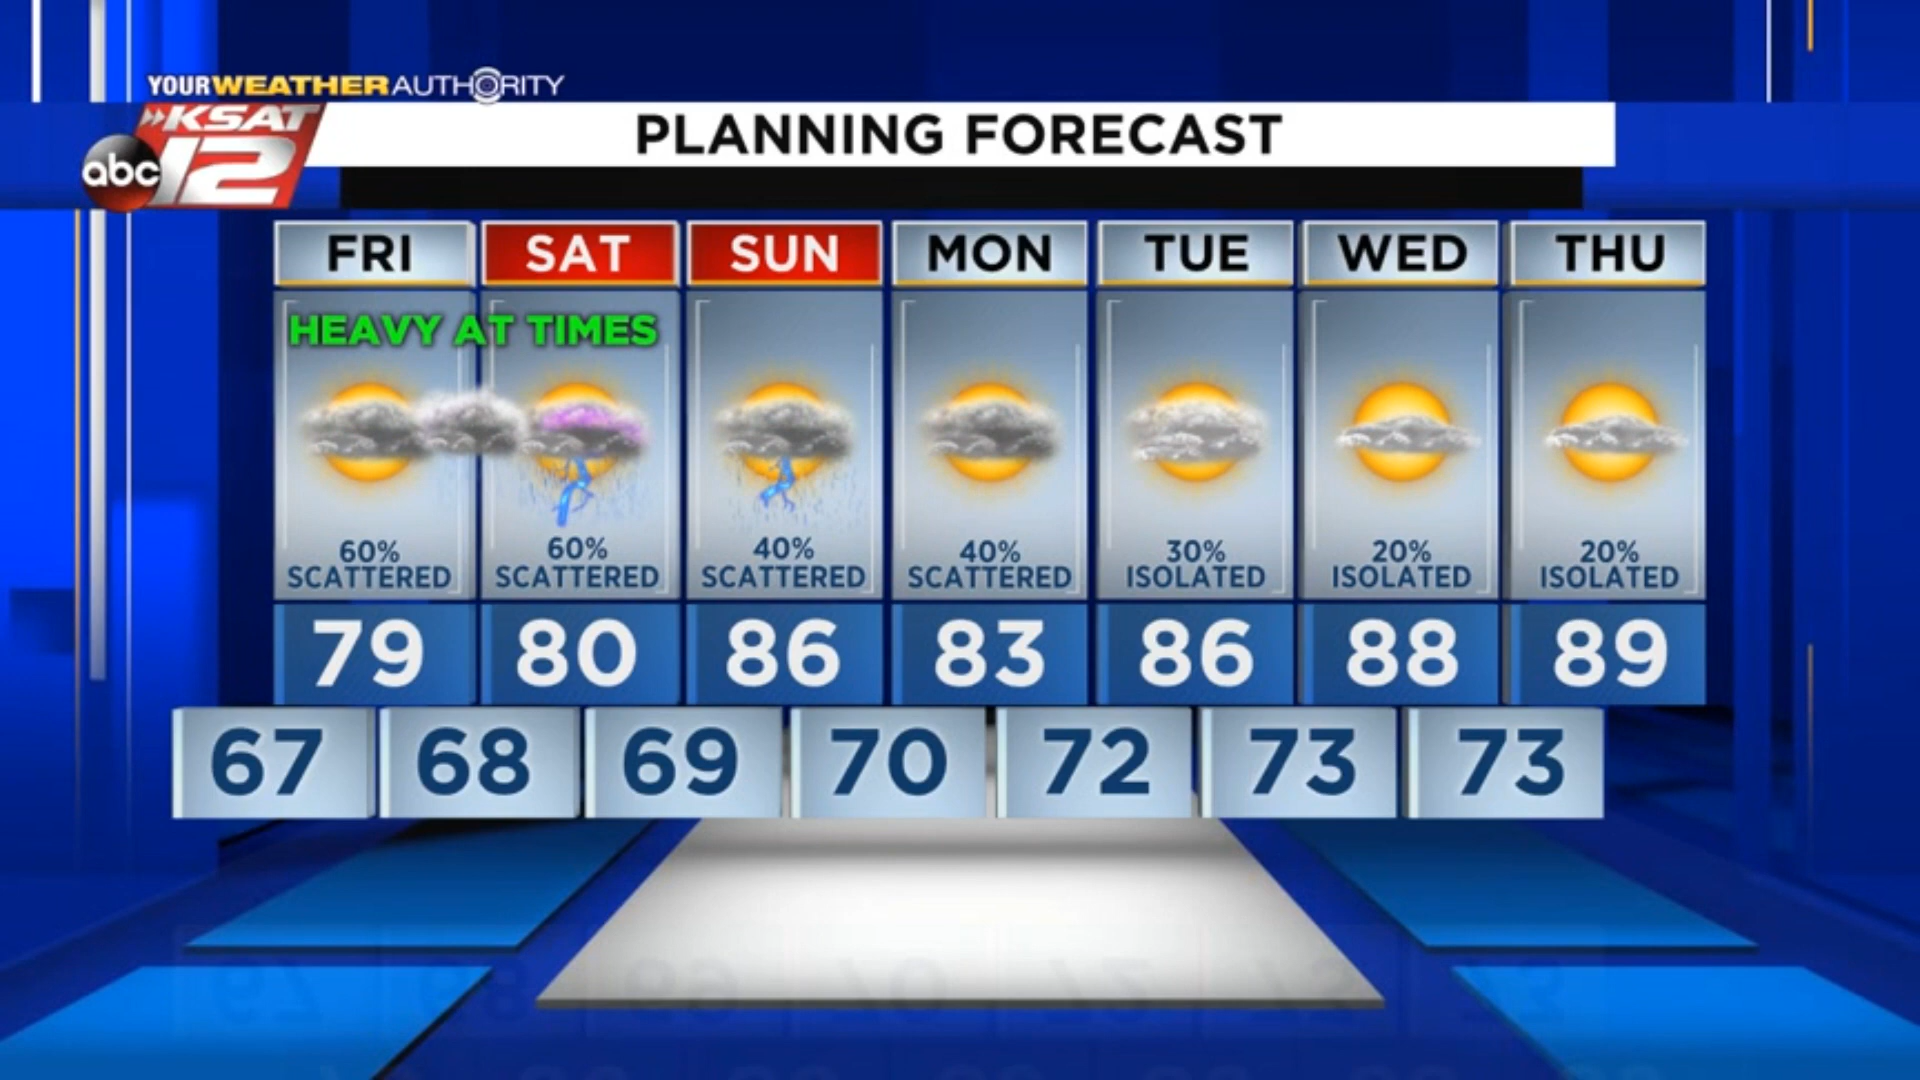 YOURWEATHERAUTHORITY
KSAT
abc 12
PLANNING FORECAST
FRI SAT SUN MON TUE WED THU
HEAVY AT TIMES
60% 60% 40% 40% 30% 20% 20%
SCATTERED SCATTERED SCATTERED SCATTERED ISOLATED ISOLATED ISOLATED
79 80 86 83 86 88 89
67 68 69 70 72 73 73